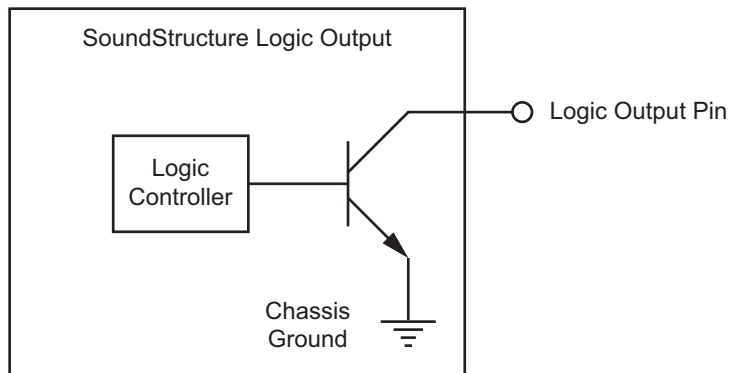 SoundStructure Logic Output
Logic Output Pin
Logic
Controller
Chassis
Ground